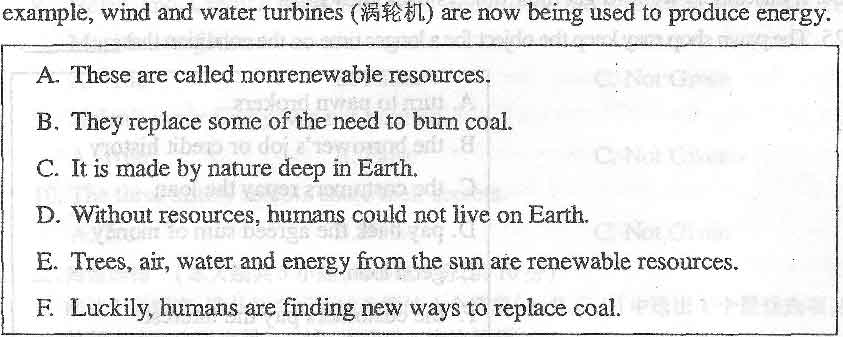 example, wind and water turbines (涡轮机) are now being used to produce energy.
A. These are called nonrenewable resources.
B. They replace some of the need to burn coal.
C. It is made by nature deep in Earth.
D. Without resources, humans could not live on Earth.
E. Trees, air, water and energy from the sun are renewable resources.
F. Luckily, humans are finding new ways to replace coal.